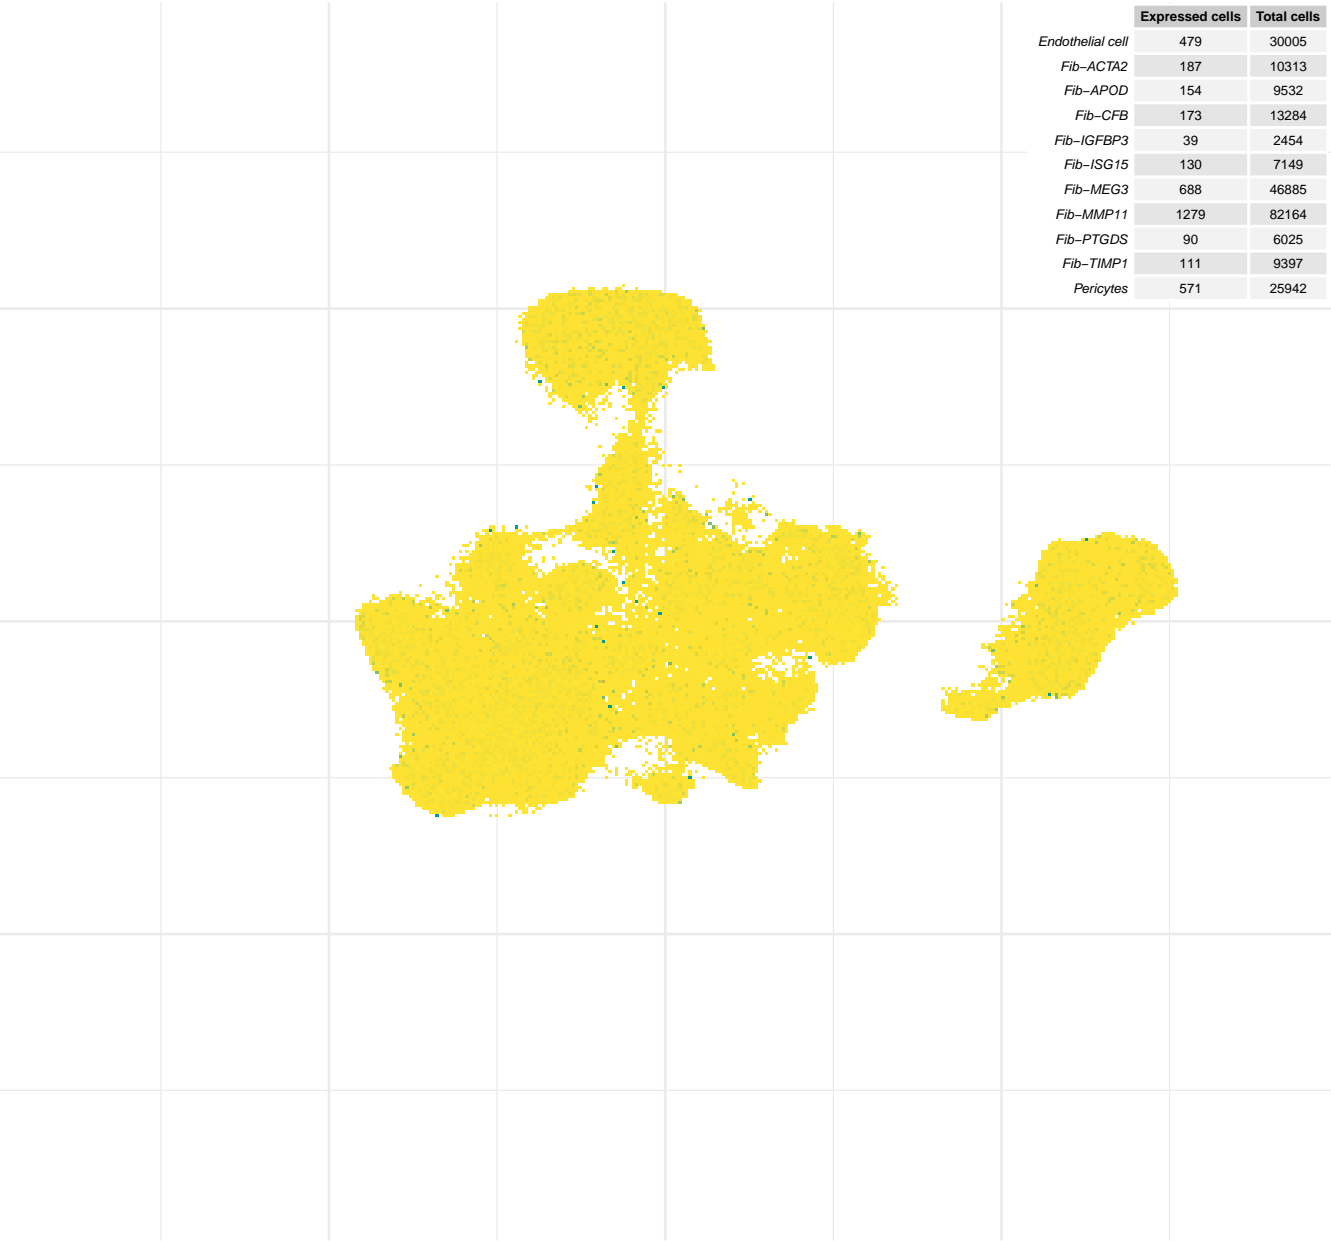 Expressed cells Total cells
Endothelial cell 479 30005
Fib−ACTA2 187 10313
Fib−APOD 154 9532
Fib−CFB 173 13284
Fib−IGFBP3 39 2454
Fib−ISG15 130 7149
Fib−MEG3 688 46885
Fib−MMP11 1279 82164
Fib−PTGDS 90 6025
Fib−TIMP1 111 9397
Pericytes 571 25942